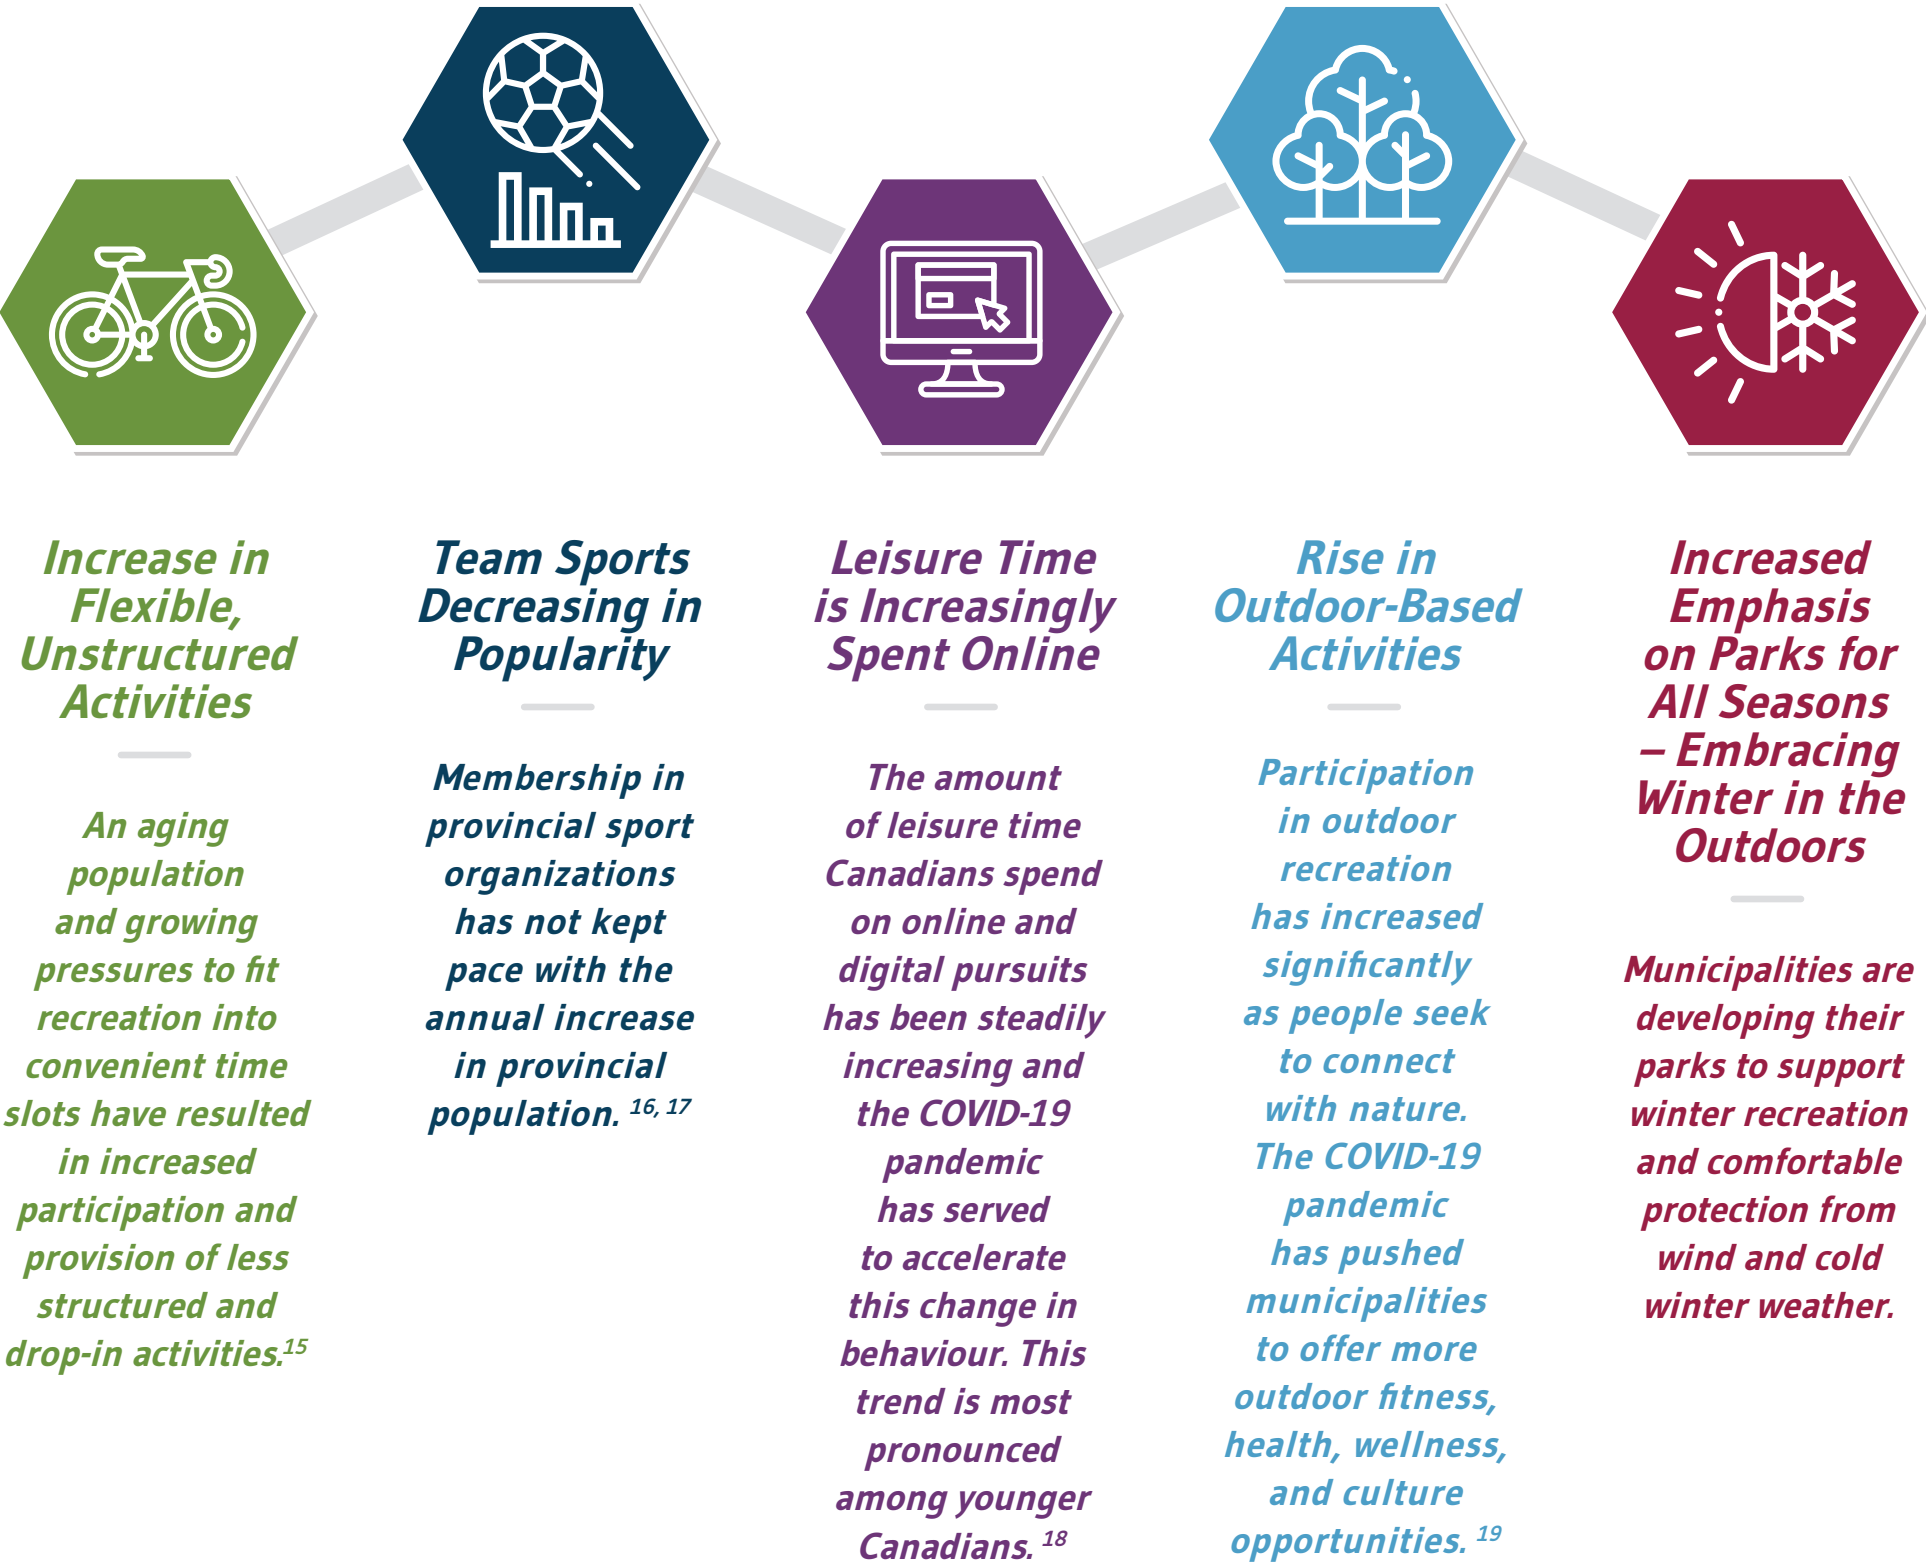 Increase in
Flexible,
Unstructured
Activities
An aging
population
and growing
pressures to fit
recreation into
convenient time
slots have resulted
in increased
participation and
provision of less
structured and
drop-in activities.15
Team Sports
Decreasing in
Popularity
Membership in
provincial sport
organizations
has not kept
pace with the
annual increase
in provincial
population. 16, 17
Leisure Time
is Increasingly
Spent Online
The amount
of leisure time
Canadians spend
on online and
digital pursuits
has been steadily
increasing and
the COVID-19
pandemic
has served
to accelerate
this change in
behaviour. This
trend is most
pronounced
among younger
Canadians. 18
Rise in
Outdoor-Based
Activities
Participation
in outdoor
recreation
has increased
significantly
as people seek
to connect
with nature.
The COVID-19
pandemic
has pushed
municipalities
to offer more
outdoor fitness,
health, wellness,
and culture
opportunities. 19
Increased
Emphasis
on Parks for
All Seasons
– Embracing
Winter in the
Outdoors
Municipalities are
developing their
parks to support
winter recreation
and comfortable
protection from
wind and cold
winter weather.